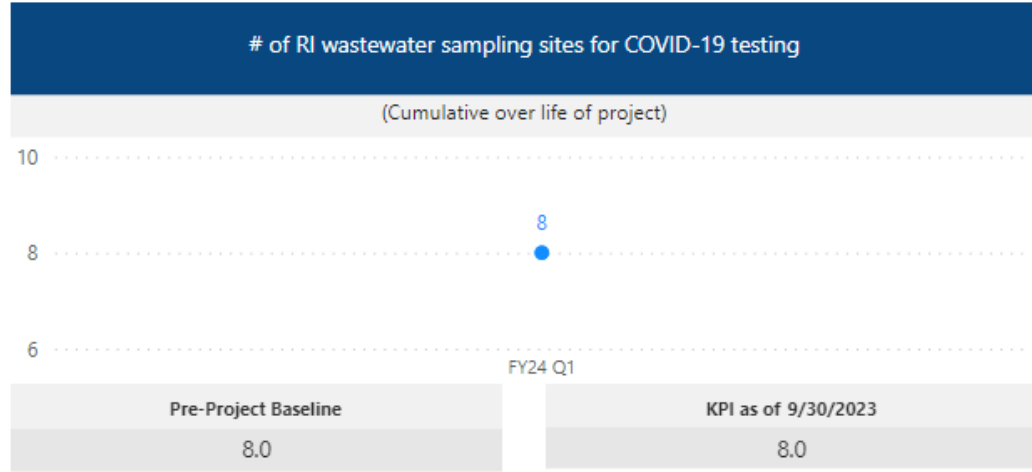 # of RI wastewater sampling sites for COVID-19 testing
(Cumulative over life of project)
10
8
8
6
FY24 Q1
Pre-Project Baseline
KPI as of 9/30/2023
8.0
8.0